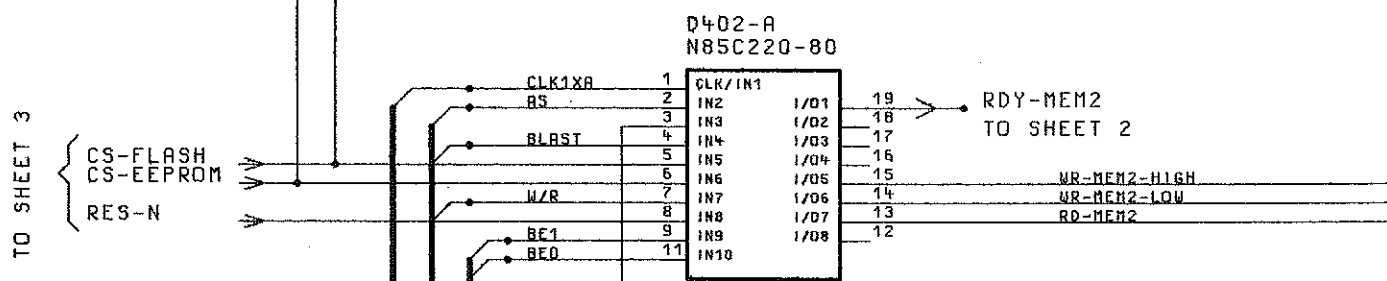 D402-A
N85C220-80
CLK1XA 1 CLK/IN1
AS 2 IN2 I/O1 19 RDY-MEM2
3 IN3 I/O2 18 TO SHEET 2
BLAST 4 IN4 I/O3 17
CS-FLASH 5 IN5 I/O4 16
CS-EEPROM 6 IN6 I/O5 15 WR-MEM2-HIGH
W/R 7 IN7 I/O6 14 WR-MEM2-LOW
RES-N 8 IN8 I/O7 13 RD-MEM2
BE1 9 IN9 I/O8 12
BE0 11 IN10
TO SHEET 3